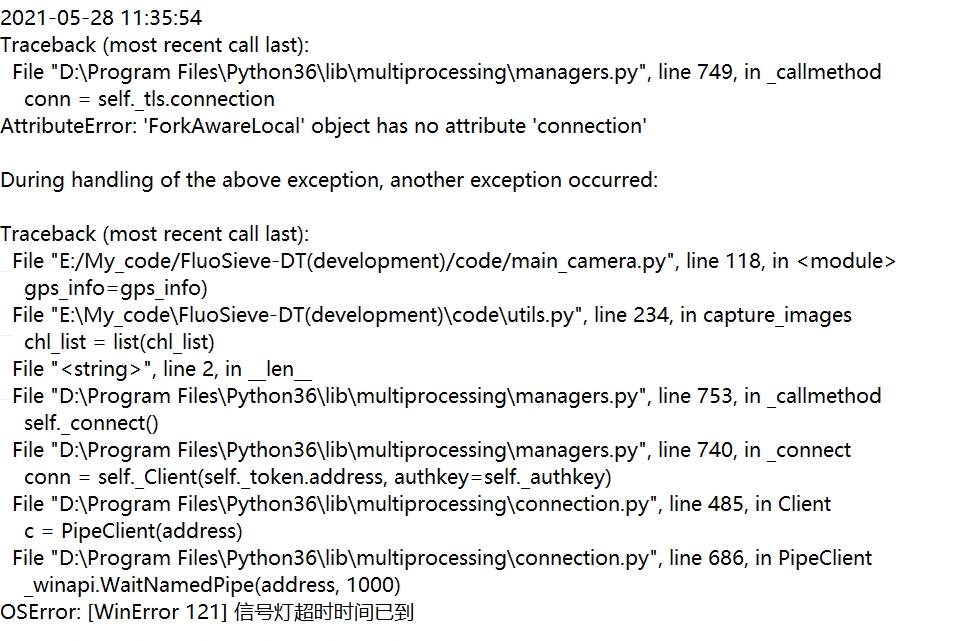 2021-05-28 11:35:54
Traceback (most recent call last):
  File "D:\Program Files\Python36\lib\multiprocessing\managers.py", line 749, in _callmethod
    conn = self._tls.connection
AttributeError: 'ForkAwareLocal' object has no attribute 'connection'

During handling of the above exception, another exception occurred:

Traceback (most recent call last):
  File "E:/My_code/FluoSieve-DT(development)/code/main_camera.py", line 118, in <module>
    gps_info=gps_info)
  File "E:\My_code\FluoSieve-DT(development)\code\utils.py", line 234, in capture_images
    chl_list = list(chl_list)
  File "<string>", line 2, in __len__
  File "D:\Program Files\Python36\lib\multiprocessing\managers.py", line 753, in _callmethod
    self._connect()
  File "D:\Program Files\Python36\lib\multiprocessing\managers.py", line 740, in _connect
    conn = self._Client(self._token.address, authkey=self._authkey)
  File "D:\Program Files\Python36\lib\multiprocessing\connection.py", line 485, in Client
    c = PipeClient(address)
  File "D:\Program Files\Python36\lib\multiprocessing\connection.py", line 686, in PipeClient
    _winapi.WaitNamedPipe(address, 1000)
OSError: [WinError 121] 信号灯超时时间已到